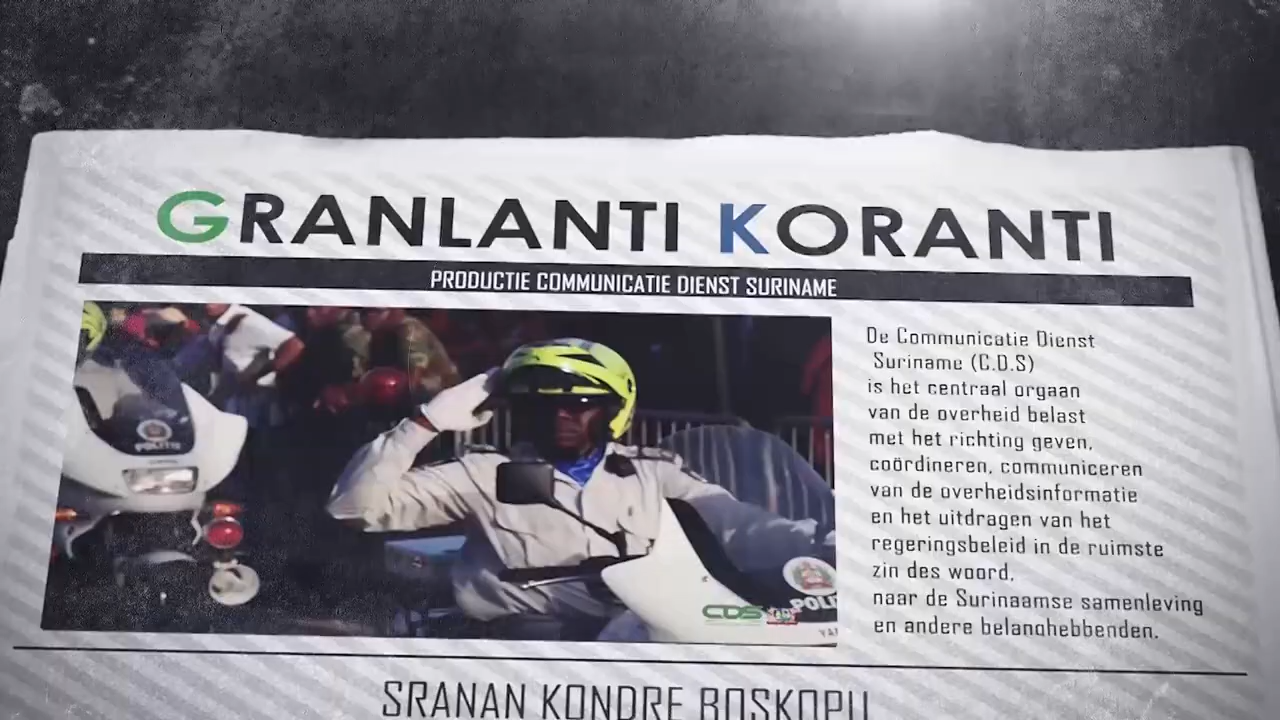 GRANLANTI KORANTI
PRODUCTIE COMMUNICATIE DIENST SURINAME
De Communicatie Dienst
Suriname (C.D.S)
is het centraal orgaan
van de overheid belast
met het richting geven,
coördineren, communiceren
van de overheidsinformatie
en het uitdragen van het
regeringsbeleid in de ruimste
zin des woord,
naar de Surinaamse samenleving
en andere belanghebbenden.
POLITIE
CDS
POLI
YA
SRANAN KONDRE BOSKOPU